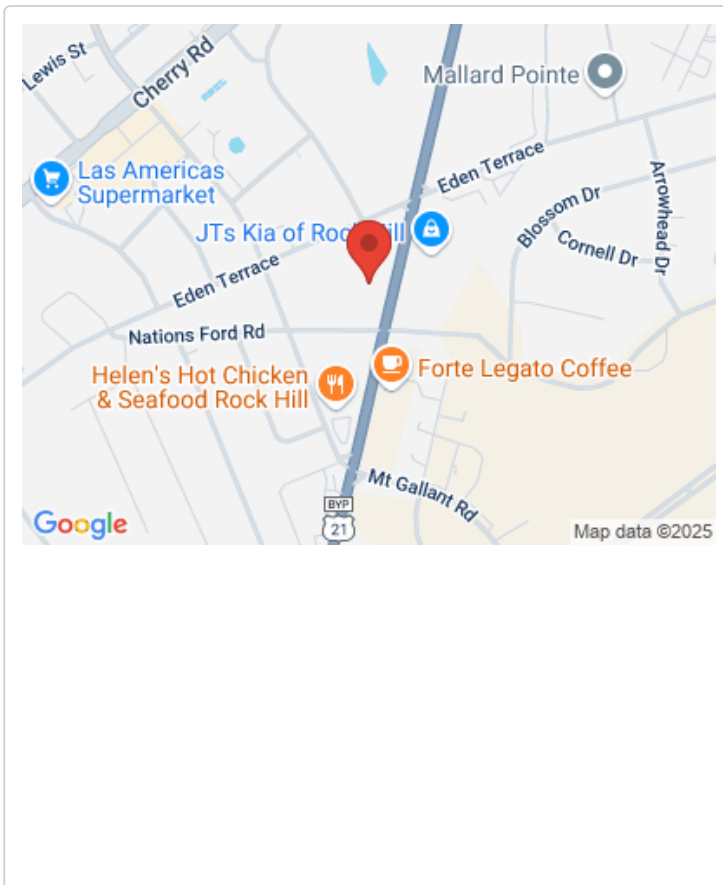 Lewis St
Cherry Rd
Mallard Pointe
Las Americas
Supermarket
Eden Terrace
Arrowhead Dr
Blossom Dr
JTs Kia of Rock Hill
Cornell Dr
Eden Terrace
Nations Ford Rd
Helen's Hot Chicken
& Seafood Rock Hill
Forte Legato Coffee
Mt Gallant Rd
BYP
21
Google
Map data ©2025